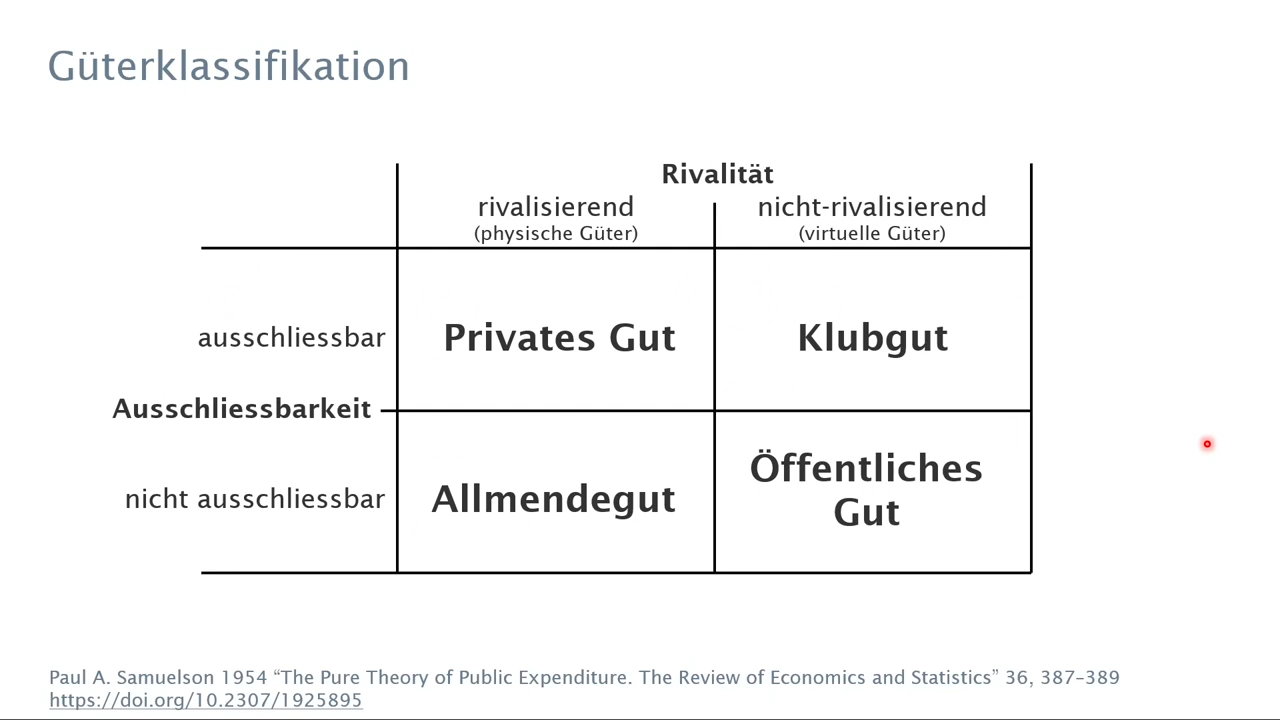 Güterklassifikation
Rivalität
rivalisierend
nicht-rivalisierend
(physische Güter)
(virtuelle Güter)
ausschliessbar
Privates Gut
Klubgut
Ausschliessbarkeit
nicht ausschliessbar
Allmendegut
Öffentliches
Gut
Paul A. Samuelson 1954 “The Pure Theory of Public Expenditure. The Review of Economics and Statistics” 36, 387–389
https://doi.org/10.2307/1925895